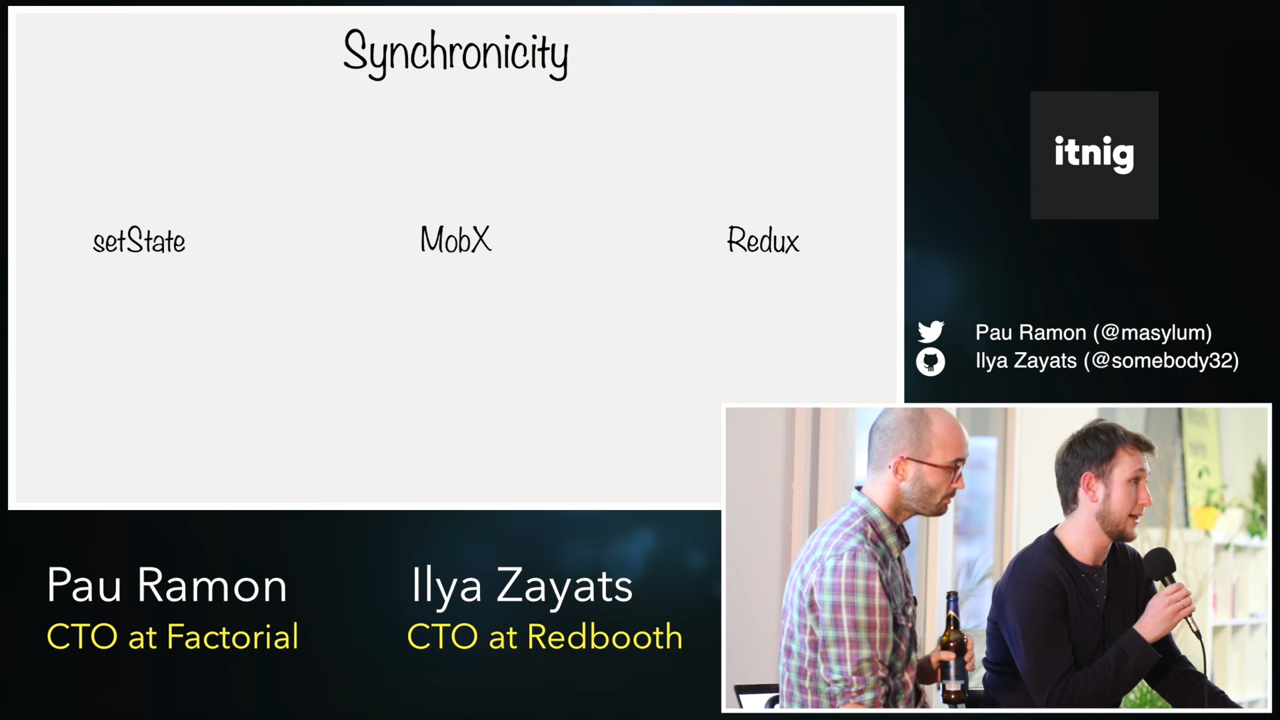 Synchronicity
setState
MobX
Redux
itnig
Pau Ramon (@masylum)
Ilya Zayats (@somebody32)
Pau Ramon
CTO at Factorial
Ilya Zayats
CTO at Redbooth